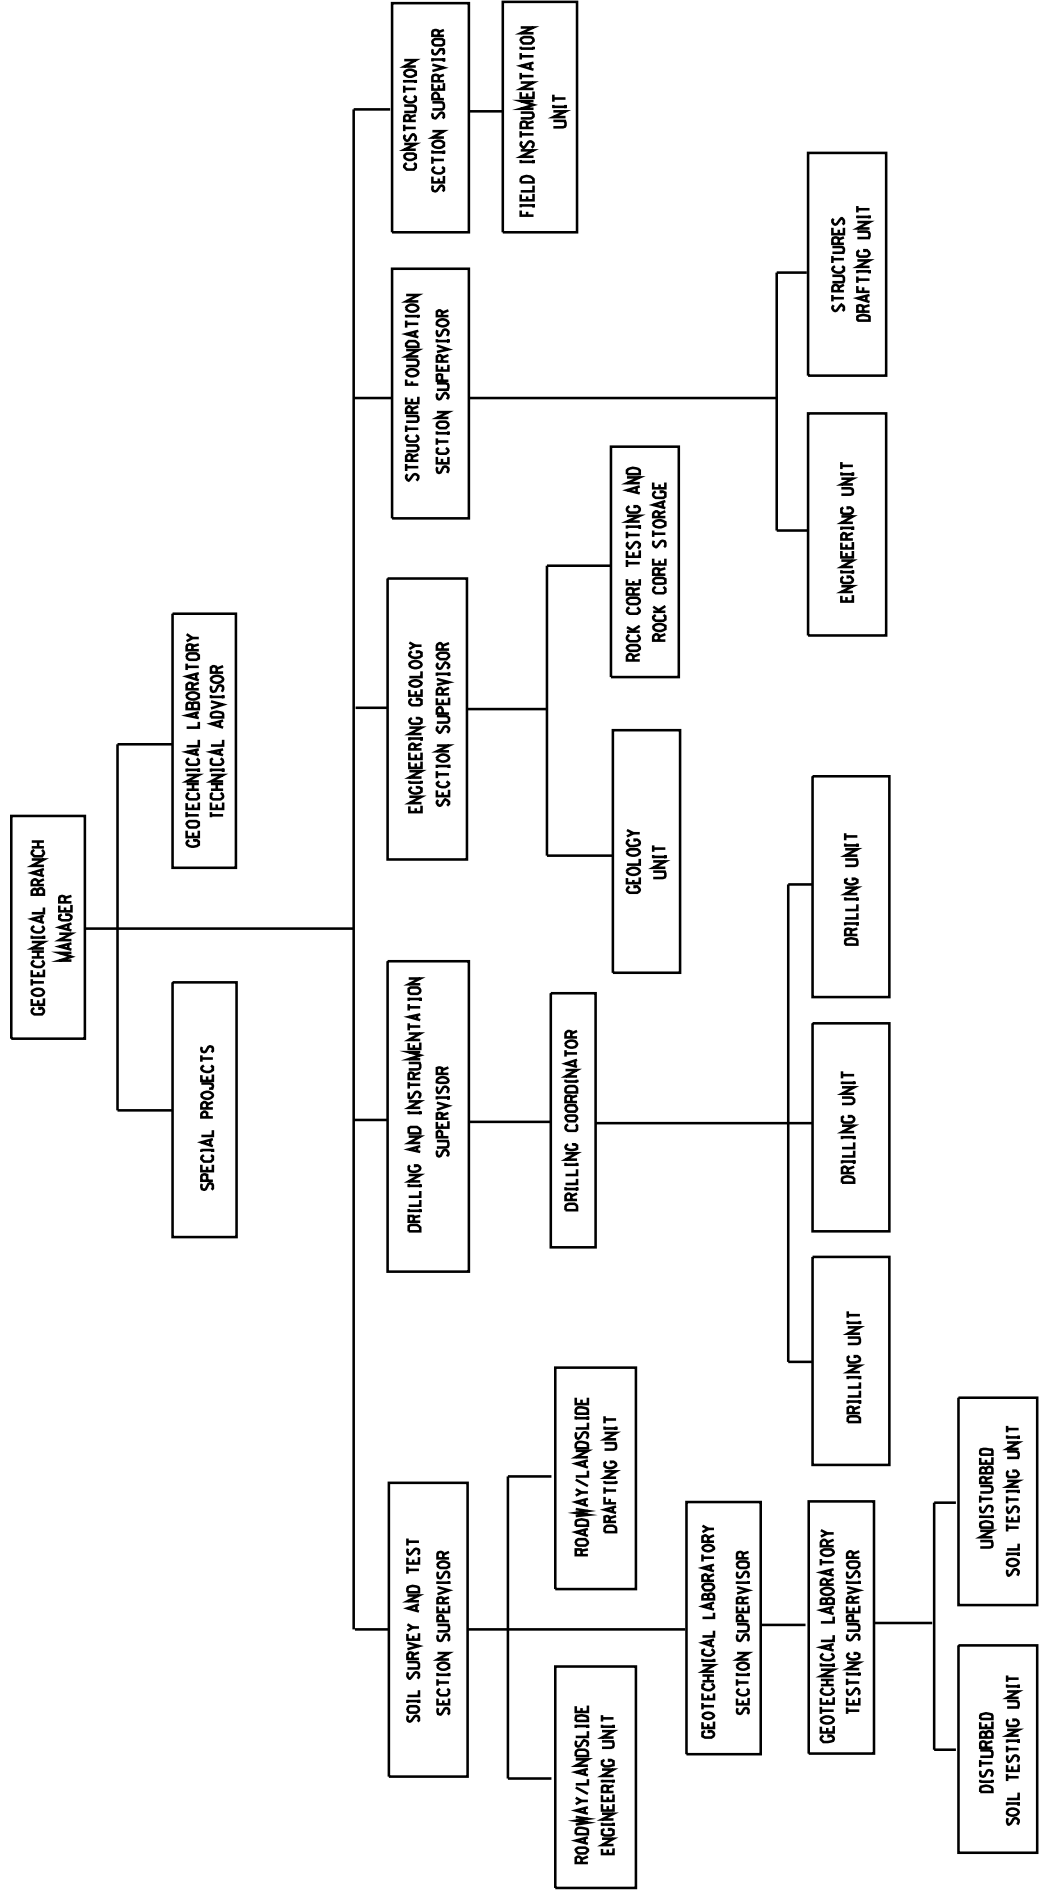 GEOTECHNICAL BRANCH
MANAGER
SPECIAL PROJECTS
GEOTECHNICAL LABORATORY
TECHNICAL ADVISOR
SOIL SURVEY AND TEST
SECTION SUPERVISOR
DRILLING AND INSTRUMENTATION
SUPERVISOR
ENGINEERING GEOLOGY
SECTION SUPERVISOR
STRUCTURE FOUNDATION
SECTION SUPERVISOR
CONSTRUCTION
SECTION SUPERVISOR
FIELD INSTRUMENTATION
UNIT
ROADWAY/LANDSLIDE
ENGINEERING UNIT
ROADWAY/LANDSLIDE
DRAFTING UNIT
DRILLING COORDINATOR
GEOLOGY
UNIT
ROCK CORE TESTING AND
ROCK CORE STORAGE
GEOTECHNICAL LABORATORY
SECTION SUPERVISOR
GEOTECHNICAL LABORATORY
TESTING SUPERVISOR
DRILLING UNIT
DRILLING UNIT
DRILLING UNIT
ENGINEERING UNIT
STRUCTURES
DRAFTING UNIT
DISTURBED
SOIL TESTING UNIT
UNDISTURBED
SOIL TESTING UNIT